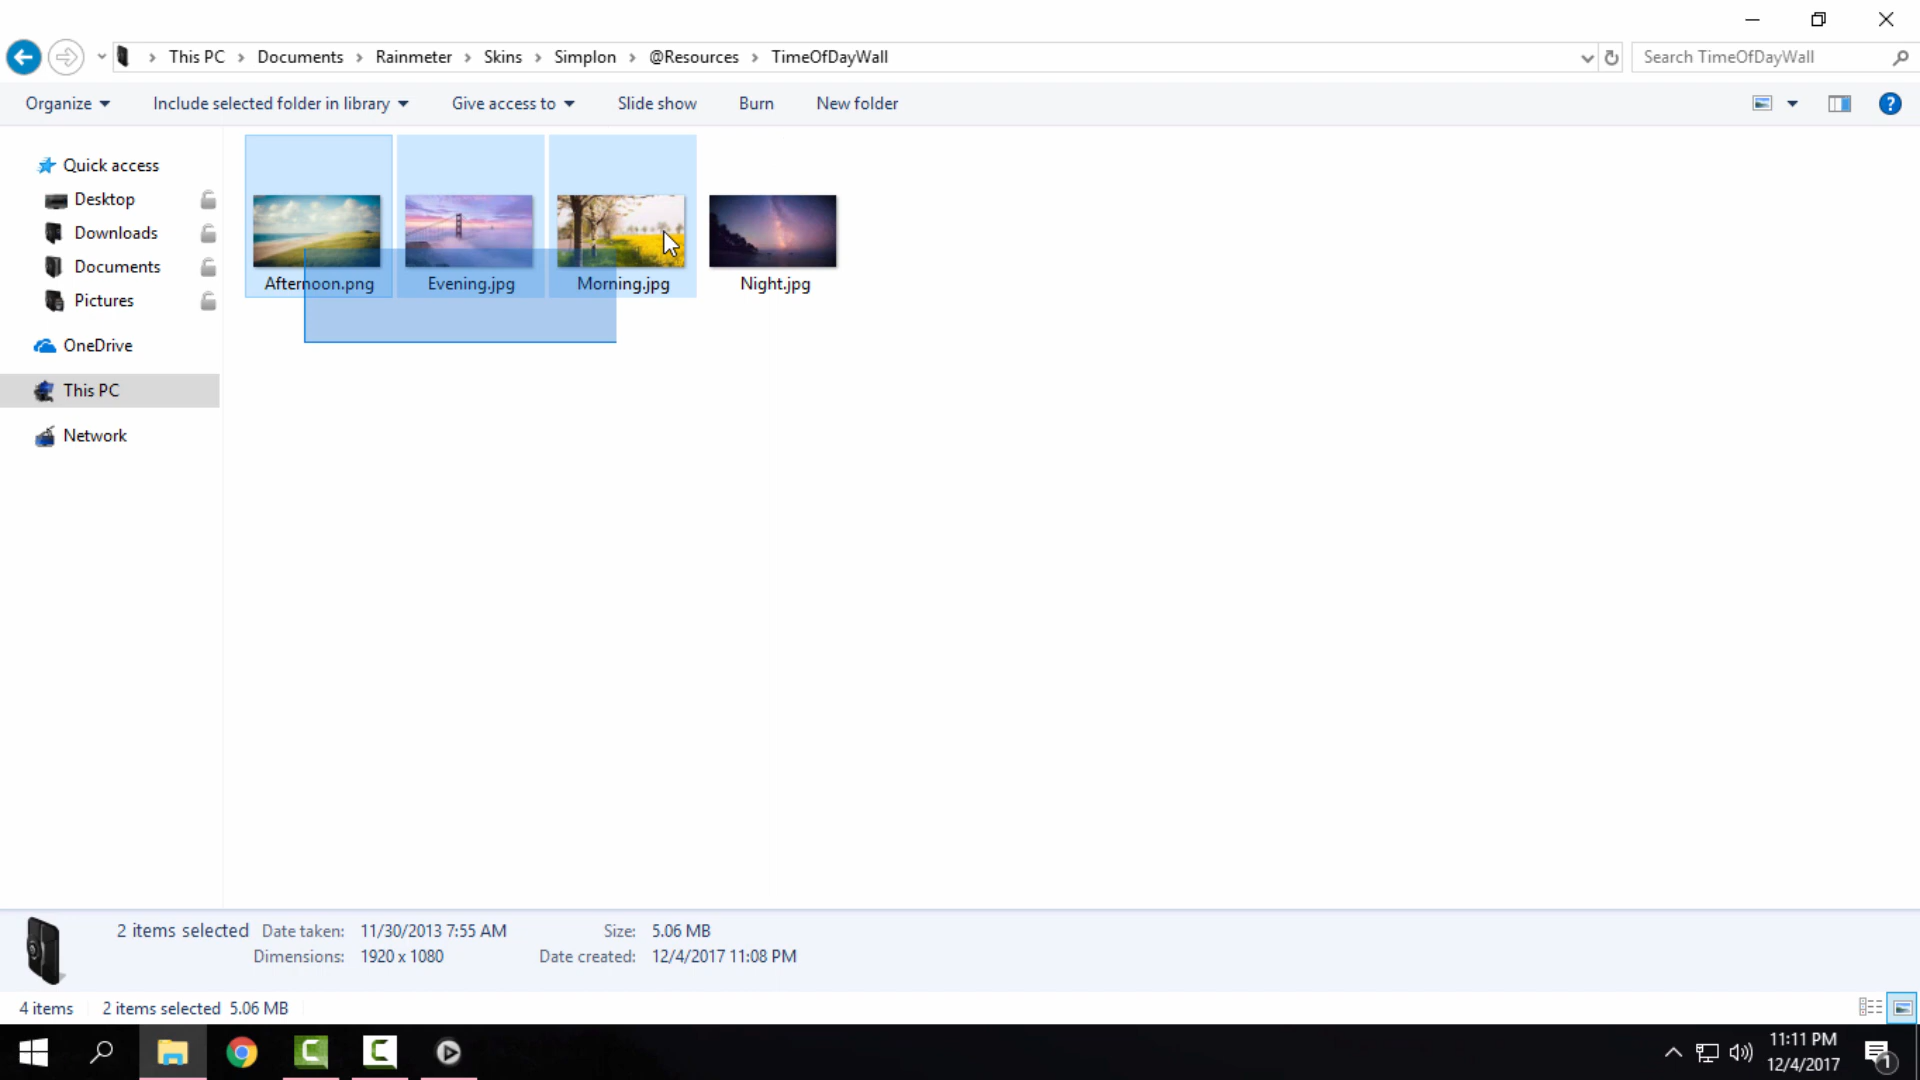 This PC > Documents > Rainmeter > Skins > Simplon > @Resources > TimeOfDayWall
Search TimeOfDayWall
Organize
Include selected folder in library
Give access to
Slide show
Burn
New folder
?
Quick access
Desktop
Downloads
Documents
Pictures
OneDrive
This PC
Network
Afternoon.png
Evening.jpg
Morning.jpg
Night.jpg
2 items selected Date taken: 11/30/2013 7:55 AM Size: 5.06 MB
Dimensions: 1920 x 1080 Date created: 12/4/2017 11:08 PM
4 items 2 items selected 5.06 MB
11:11 PM
12/4/2017
1